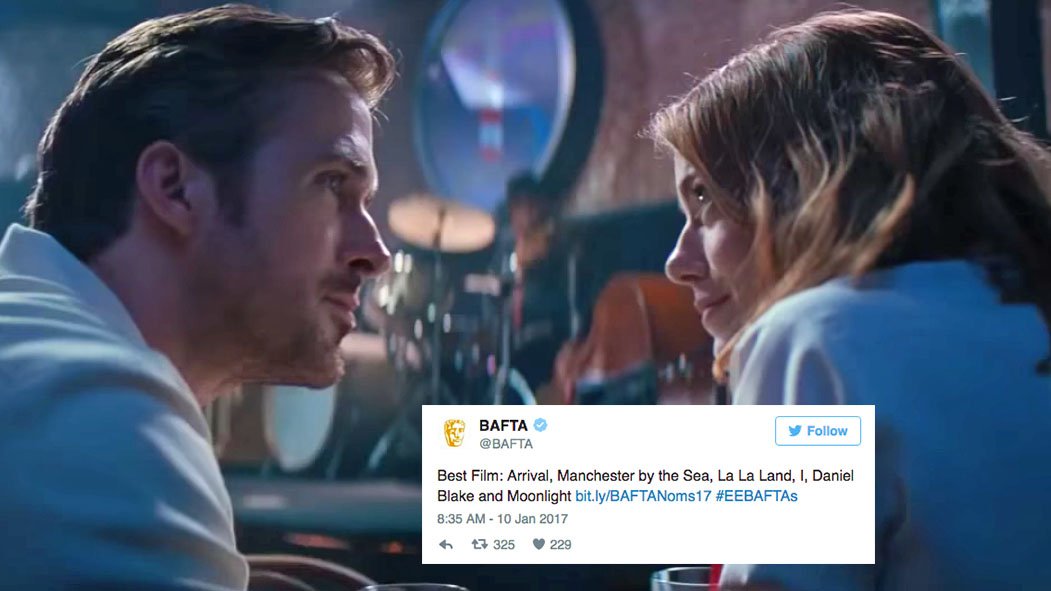 BAFTA
@BAFTA
Follow
Best Film: Arrival, Manchester by the Sea, La La Land, I, Daniel
Blake and Moonlight bit.ly/BAFTANoms17 #EEBAFTAs
8:35 AM - 10 Jan 2017
325 229